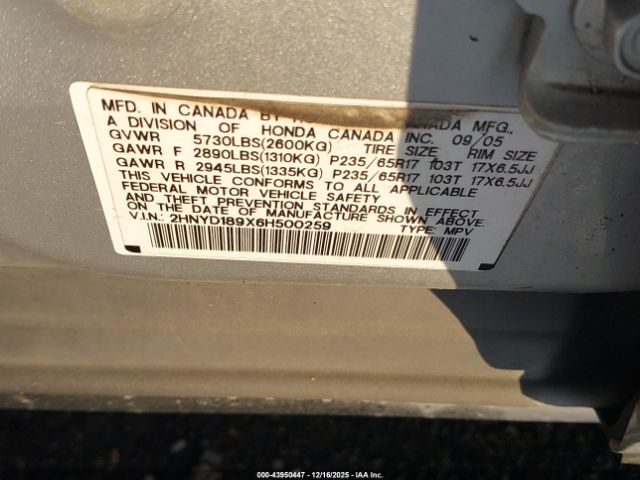 MFD. IN CANADA BY H CANADA MFG.,
A DIVISION OF HONDA CANADA INC. 09/05
GVWR 5730LBS(2600KG) TIRE SIZE RIM SIZE
GAWR F 2890LBS(1310KG) P235/65R17 103T 17X6.5JJ
GAWR R 2945LBS(1335KG) P235/65R17 103T 17X6.5JJ
THIS VEHICLE CONFORMS TO ALL APPLICABLE
FEDERAL MOTOR VEHICLE SAFETY
AND THEFT PREVENTION STANDARDS IN EFFECT
ON THE DATE OF MANUFACTURE SHOWN ABOVE.
V.I.N.: 2HNYD189X6H500259 TYPE: MPV
000-43950447 - 12/16/2025 - IAAI, INC.